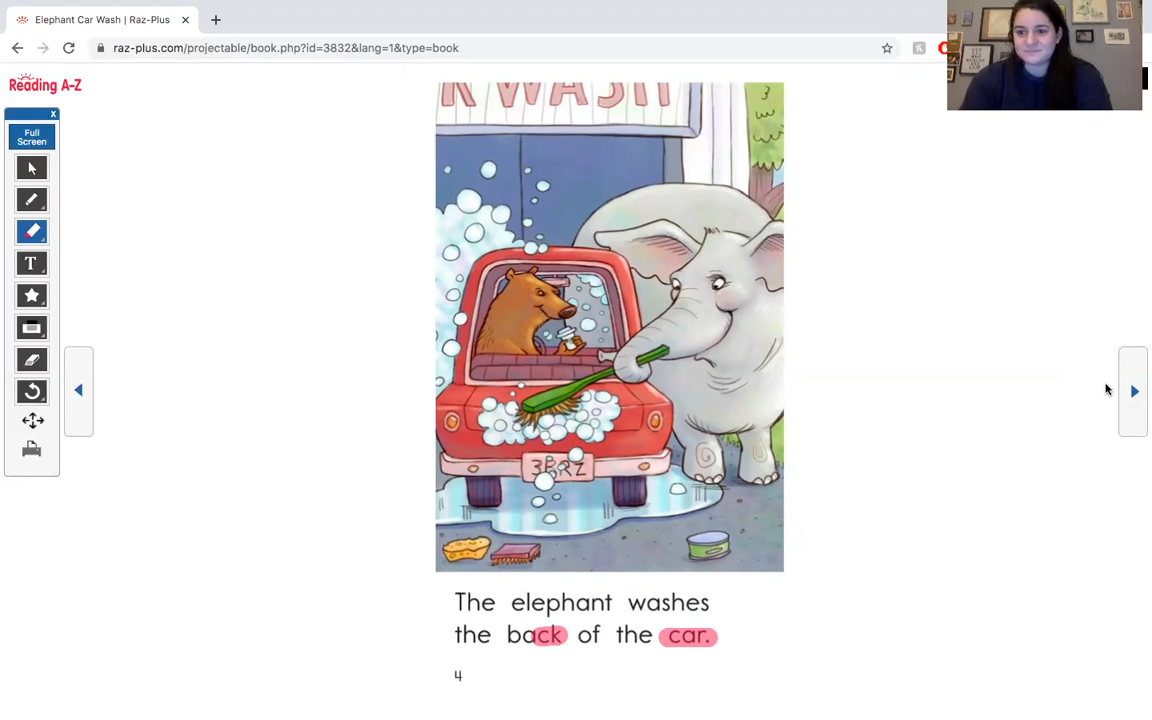 Elephant Car Wash | Raz-Plus
raz-plus.com/projectable/book.php?id=3832&lang=1&type=book
Reading A-Z
x
Full
Screen
T
R WASH
The elephant washes
the back of the car.
4